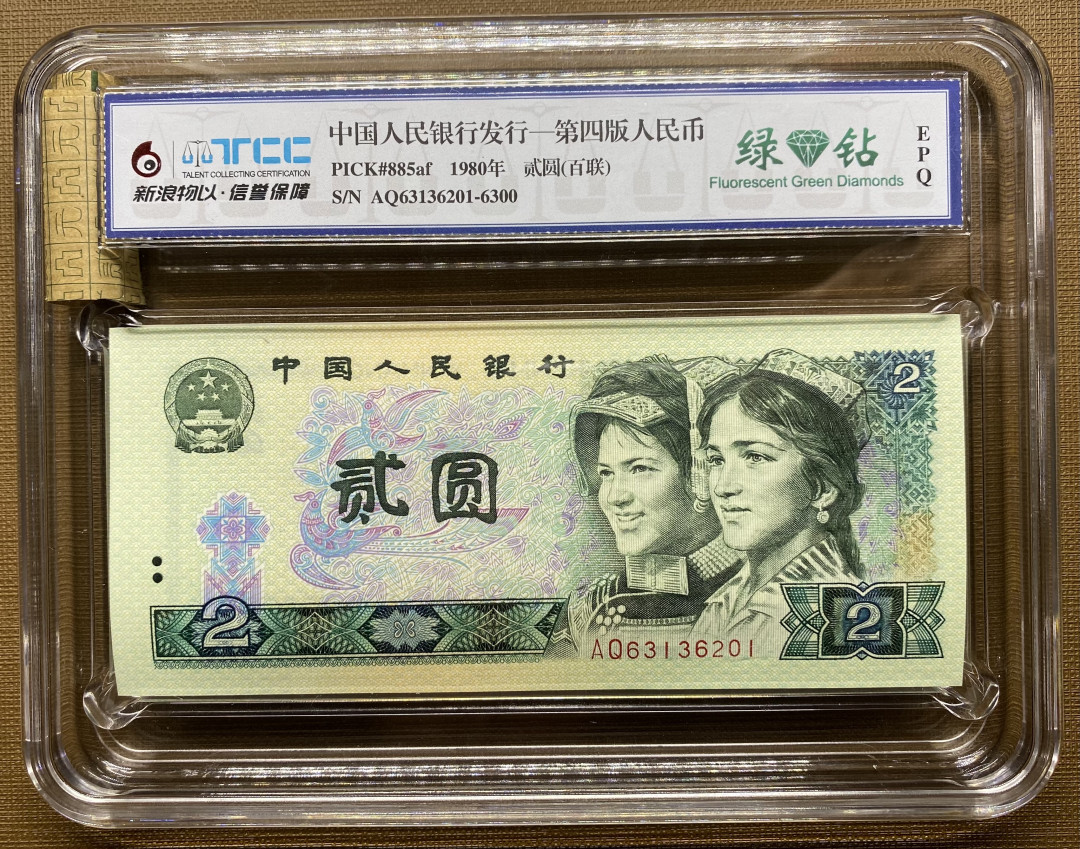 TCC
TALENT COLLECTING CERTIFICATION
新浪物以·信誉保障
中国人民银行发行—第四版人民币
PICK#885af 1980年 贰圆(百联)
S/N AQ63136201-6300
绿钻
Fluorescent Green Diamonds
EPQ
中国人民银行
2
贰圆
2
AQ63136201
2